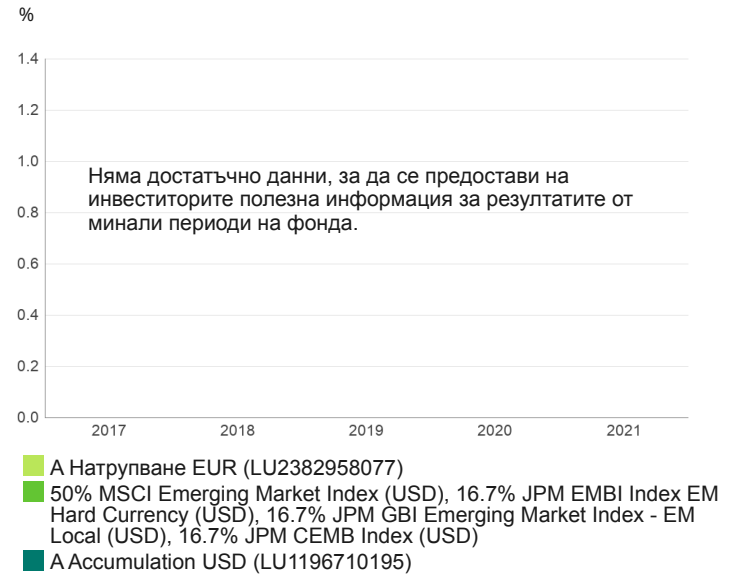 %
1.4
1.2
1.0
0.8
0.6
0.4
0.2
0.0
Няма достатъчно данни, за да се предостави на
инвеститорите полезна информация за резултатите от
минали периоди на фонда.
2017 2018 2019 2020 2021
А Натрупване EUR (LU2382958077)
50% MSCI Emerging Market Index (USD), 16.7% JPM EMBI Index EM
Hard Currency (USD), 16.7% JPM GBI Emerging Market Index - EM
Local (USD), 16.7% JPM CEMB Index (USD)
A Accumulation USD (LU1196710195)